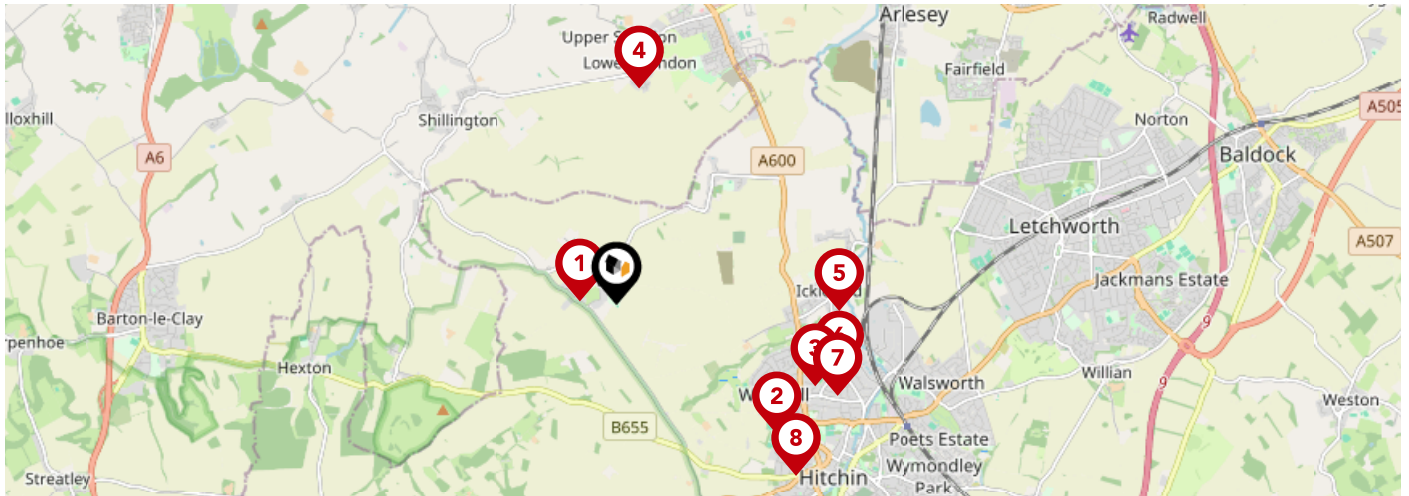 Arlesey
Radwell
Upper
4
Lowe
ndon
Fairfield
lloxhill
Shillington
Norton
A505
A6
A600
Baldock
Letchworth
A507
1
5
Jackmans Estate
Ickl
Barton-le-Clay
9
3
7
rpenhoe
Hexton
Willian
9
Walsworth
2
Weston
B655
8
Poets Estate
Streatley
Hitchin
Wymondley
Park